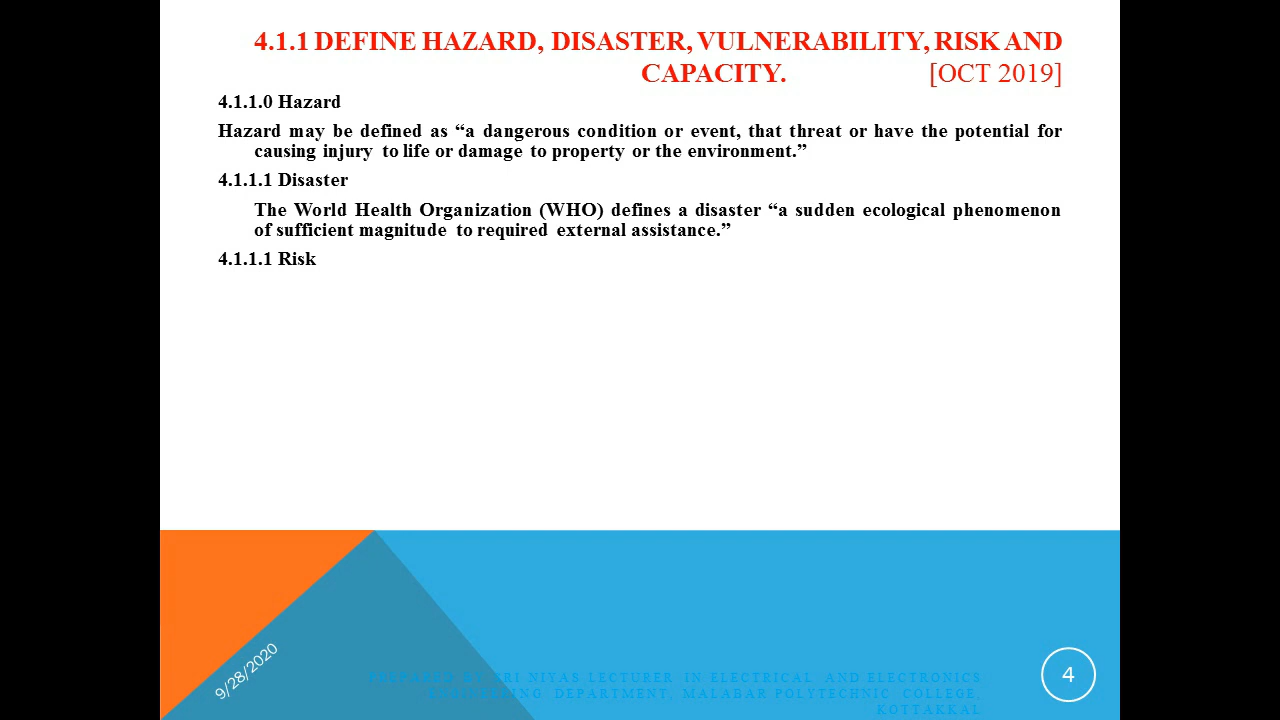 4.1.1 DEFINE HAZARD, DISASTER, VULNERABILITY, RISK AND
CAPACITY. [OCT 2019]
4.1.1.0 Hazard
Hazard may be defined as “a dangerous condition or event, that threat or have the potential for
causing injury to life or damage to property or the environment.”
4.1.1.1 Disaster
The World Health Organization (WHO) defines a disaster “a sudden ecological phenomenon
of sufficient magnitude to required external assistance.”
4.1.1.1 Risk
9/28/2020
PREPARED BY SRI NIYAS LECTURER IN ELECTRICAL AND ELECTRONICS
ENGINEERING DEPARTMENT, MALABAR POLYTECHNIC COLLEGE,
KOTTAKKAL
4